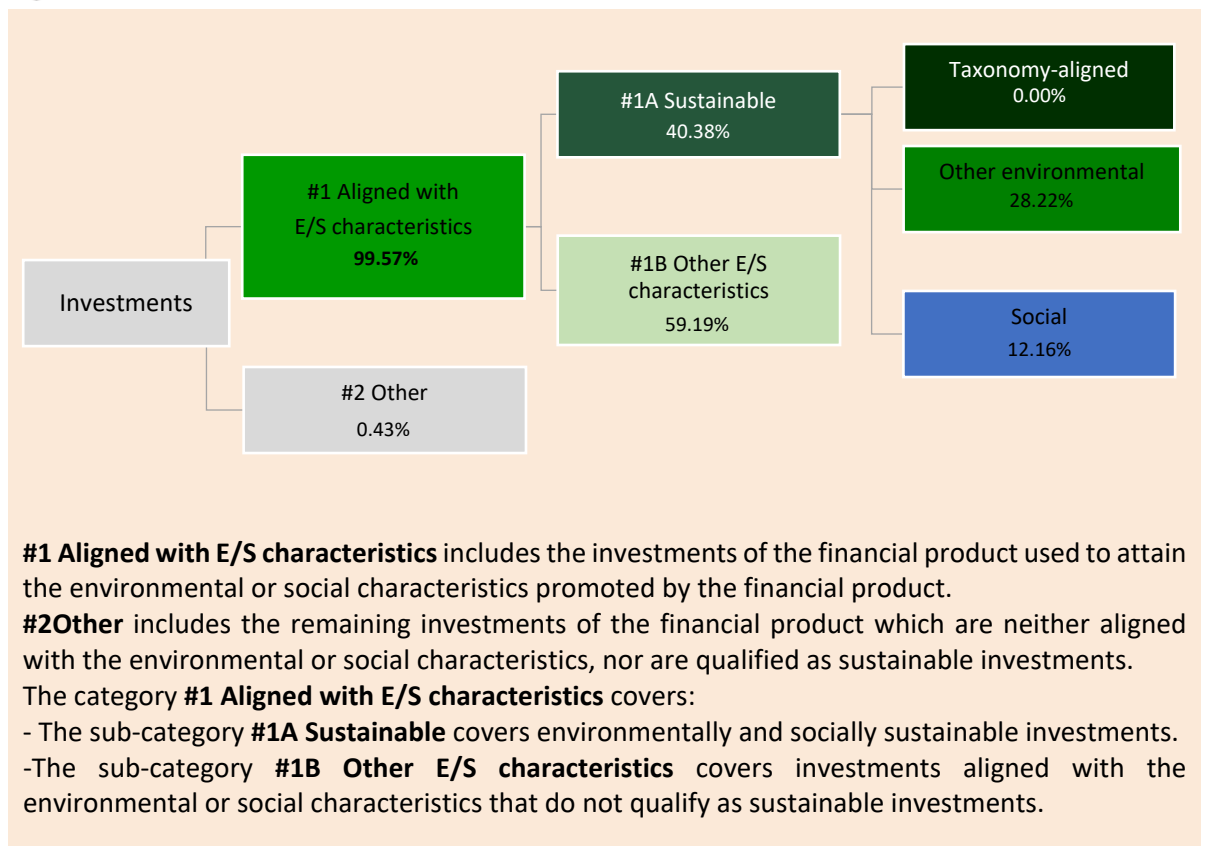 Investments
#1 Aligned with
E/S characteristics
99.57%
#2 Other
0.43%
#1A Sustainable
40.38%
#1B Other E/S
characteristics
59.19%
Taxonomy-aligned
0.00%
Other environmental
28.22%
Social
12.16%
#1 Aligned with E/S characteristics includes the investments of the financial product used to attain
the environmental or social characteristics promoted by the financial product.
#2Other includes the remaining investments of the financial product which are neither aligned
with the environmental or social characteristics, nor are qualified as sustainable investments.
The category #1 Aligned with E/S characteristics covers:
- The sub-category #1A Sustainable covers environmentally and socially sustainable investments.
-The sub-category #1B Other E/S characteristics covers investments aligned with the
environmental or social characteristics that do not qualify as sustainable investments.